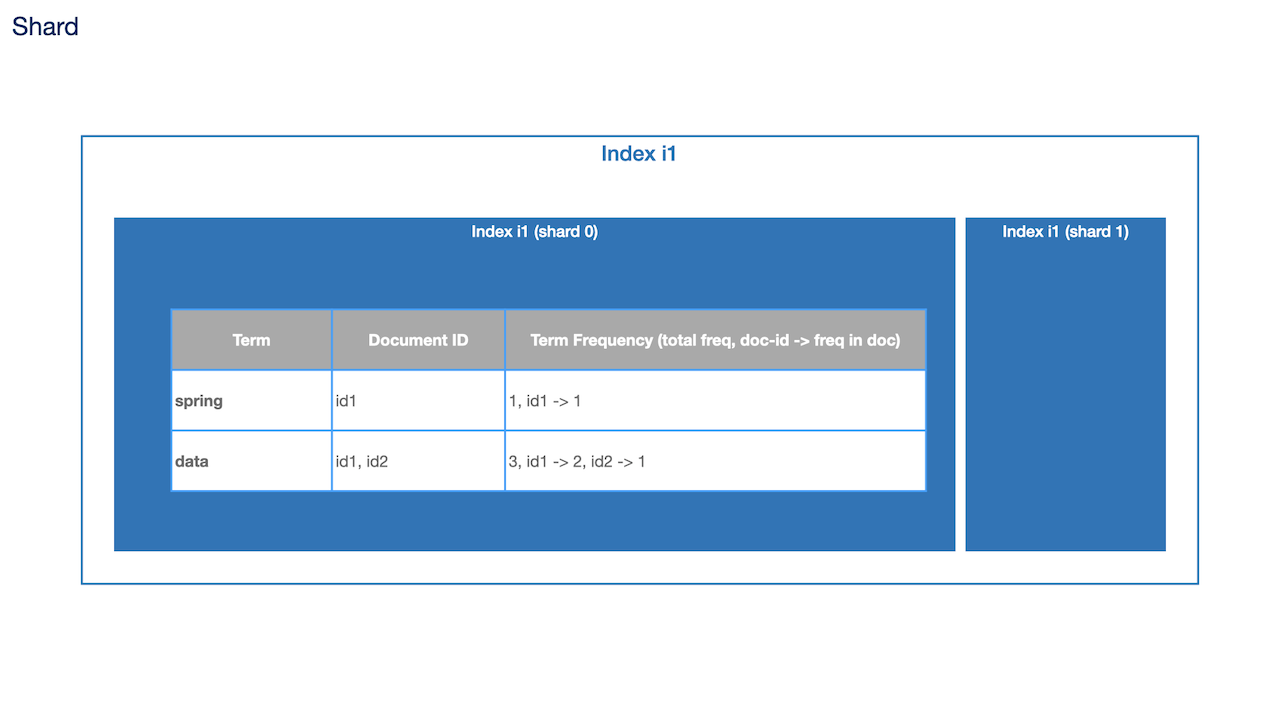 Shard
Index i1
Index i1 (shard 0)
Index i1 (shard 1)
Term Document ID Term Frequency (total freq, doc-id -> freq in doc)
spring id1 1, id1 -> 1
data id1, id2 3, id1 -> 2, id2 -> 1